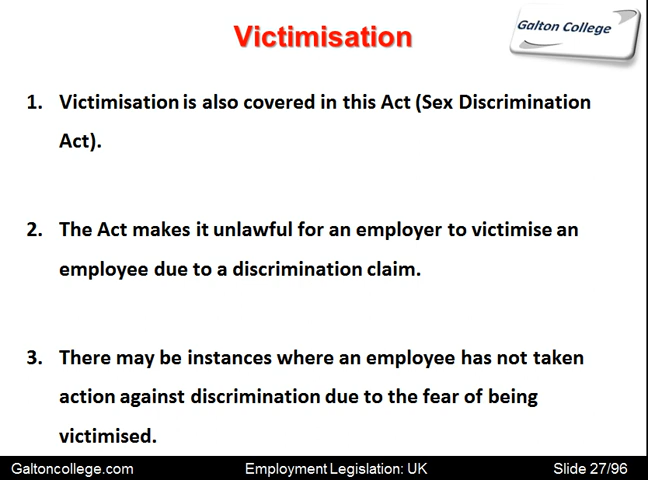 Victimisation
Galton College
1. Victimisation is also covered in this Act (Sex Discrimination
Act).
2. The Act makes it unlawful for an employer to victimise an
employee due to a discrimination claim.
3. There may be instances where an employee has not taken
action against discrimination due to the fear of being
victimised.
Galtoncollege.com Employment Legislation: UK Slide 27/96